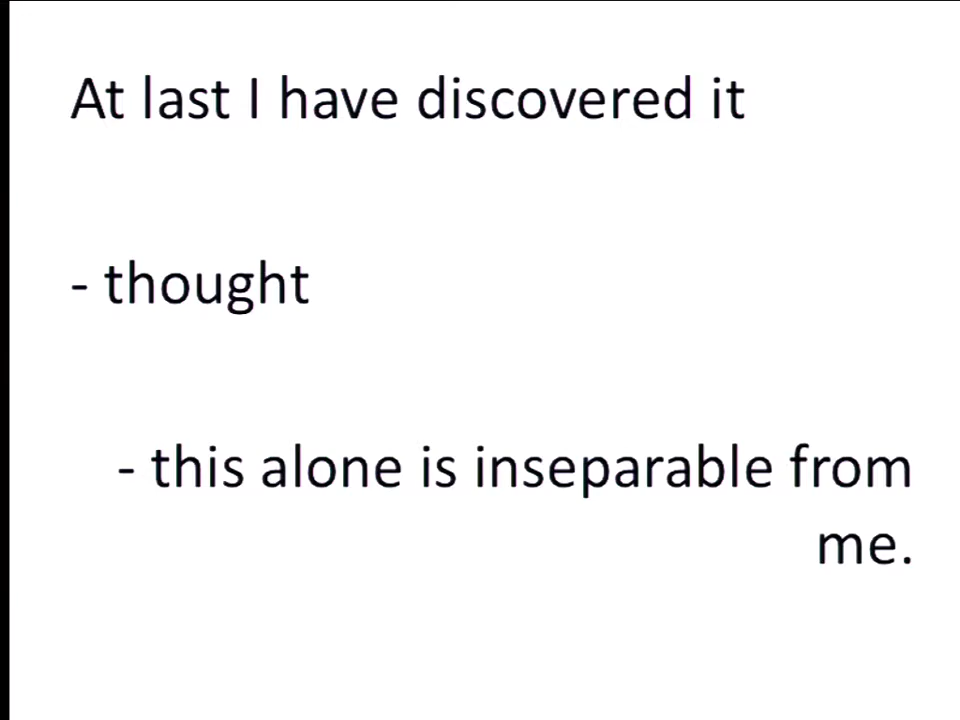 At last I have discovered it
- thought
- this alone is inseparable from
me.